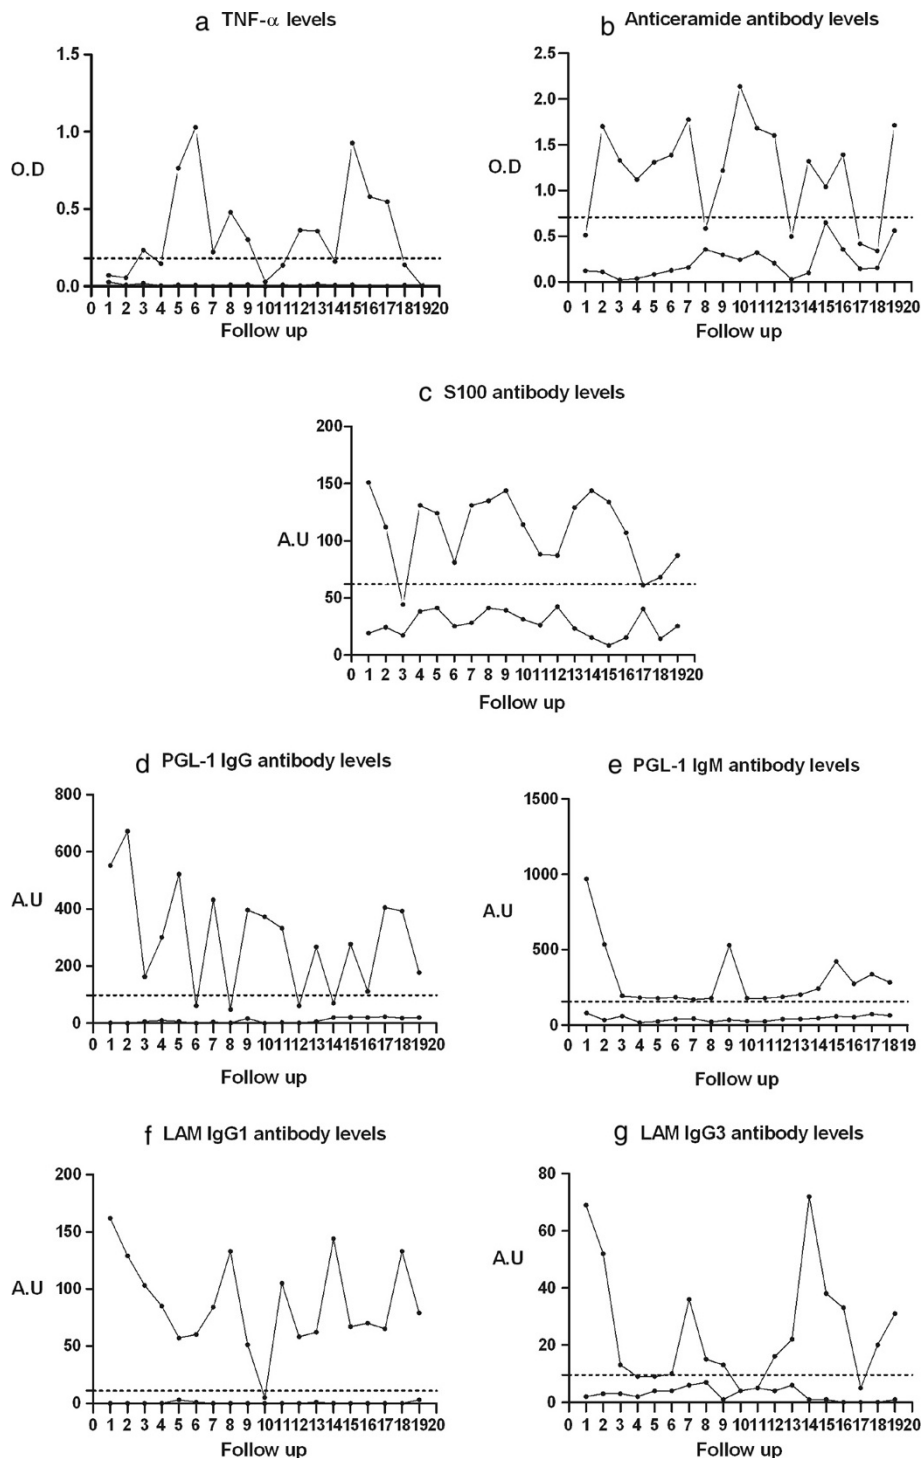 a TNF-α levels
1.5
1.0
O.D
0.5
0.0
0 1 2 3 4 5 6 7 8 9 10 11 12 13 14 15 16 17 18 19 20
Follow up
b Anticeramide antibody levels
2.5
2.0
1.5
O.D
1.0
0.5
0.0
0 1 2 3 4 5 6 7 8 9 10 11 12 13 14 15 16 17 18 19 20
Follow up
c S100 antibody levels
200
150
A.U 100
50
0
0 1 2 3 4 5 6 7 8 9 10 11 12 13 14 15 16 17 18 19 20
Follow up
d PGL-1 IgG antibody levels
800
600
A.U
400
200
0
0 1 2 3 4 5 6 7 8 9 10 11 12 13 14 15 16 17 18 19 20
Follow up
e PGL-1 IgM antibody levels
1500
1000
A.U
500
0
0 1 2 3 4 5 6 7 8 9 10 11 12 13 14 15 16 17 18 19
Follow up
f LAM IgG1 antibody levels
200
150
A.U 100
50
0
0 1 2 3 4 5 6 7 8 9 10 11 12 13 14 15 16 17 18 19 20
Follow up
g LAM IgG3 antibody levels
80
60
A.U
40
20
0
0 1 2 3 4 5 6 7 8 9 10 11 12 13 14 15 16 17 18 19 20
Follow up